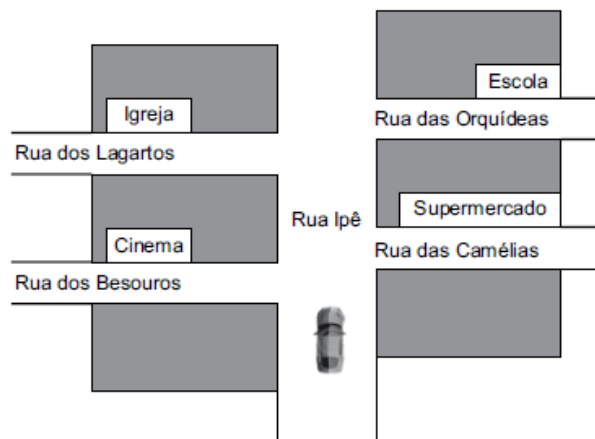 Escola
Igreja
Rua das Orquídeas
Rua dos Lagartos
Supermercado
Rua Ipê
Cinema
Rua das Camélias
Rua dos Besouros